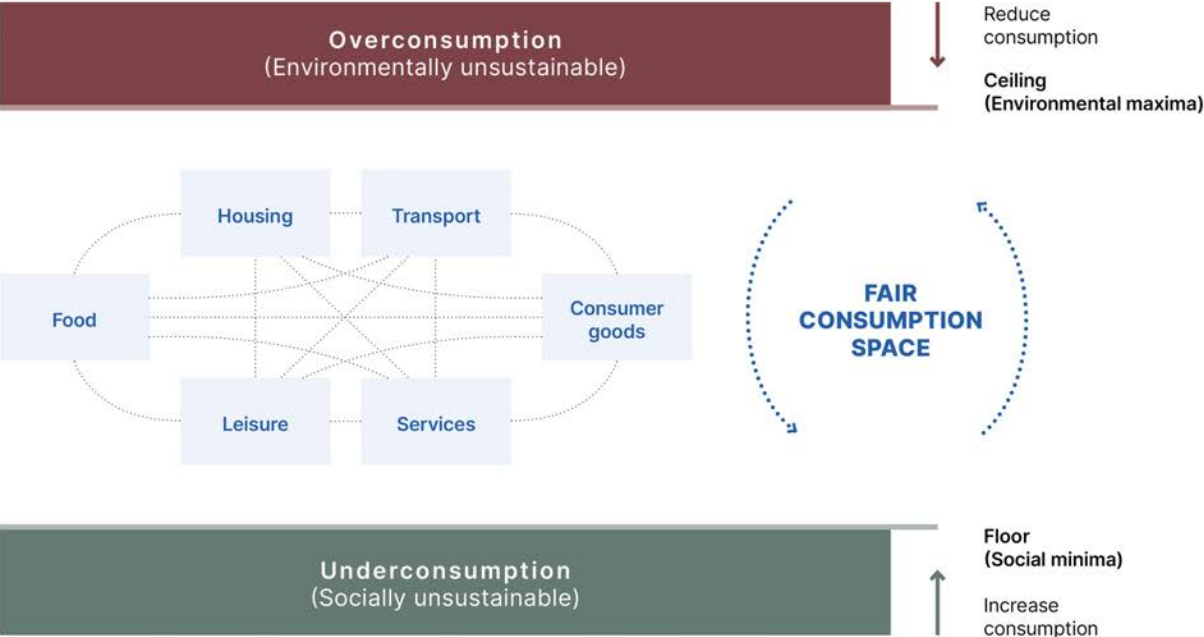 Overconsumption
(Environmentally unsustainable)
Reduce
consumption
Ceiling
(Environmental maxima)
Housing
Transport
Food
Consumer
goods
Leisure
Services
FAIR
CONSUMPTION
SPACE
Underconsumption
(Socially unsustainable)
Floor
(Social minima)
Increase
consumption